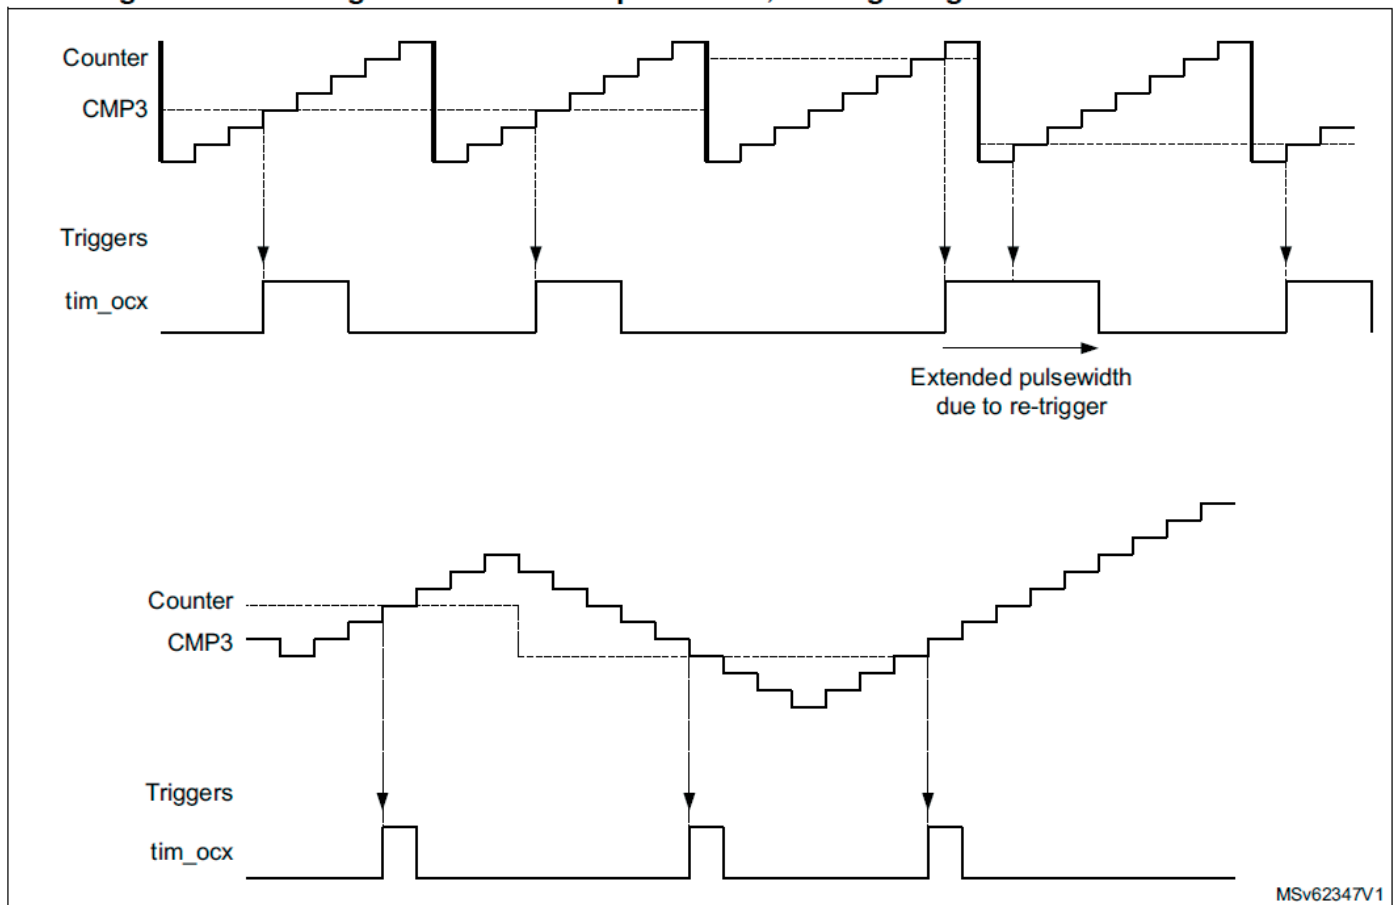 Counter
CMP3
Triggers
tim_ocx
Extended pulsewidth
due to re-trigger
Counter
CMP3
Triggers
tim_ocx
MSv62347V1